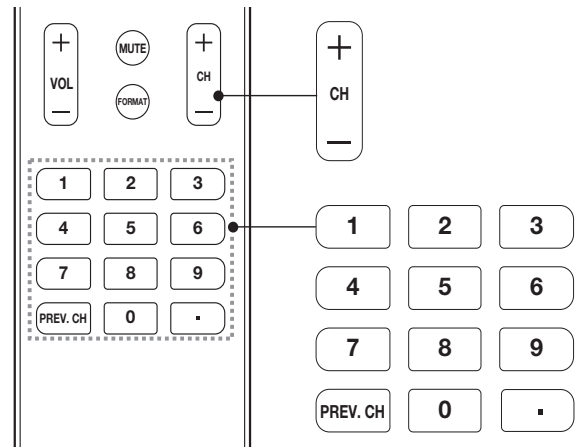 + VOL —
MUTE
FORMAT
+ CH —
1 2 3
4 5 6
7 8 9
PREV. CH 0 .
+ CH —
1 2 3
4 5 6
7 8 9
PREV. CH 0 .